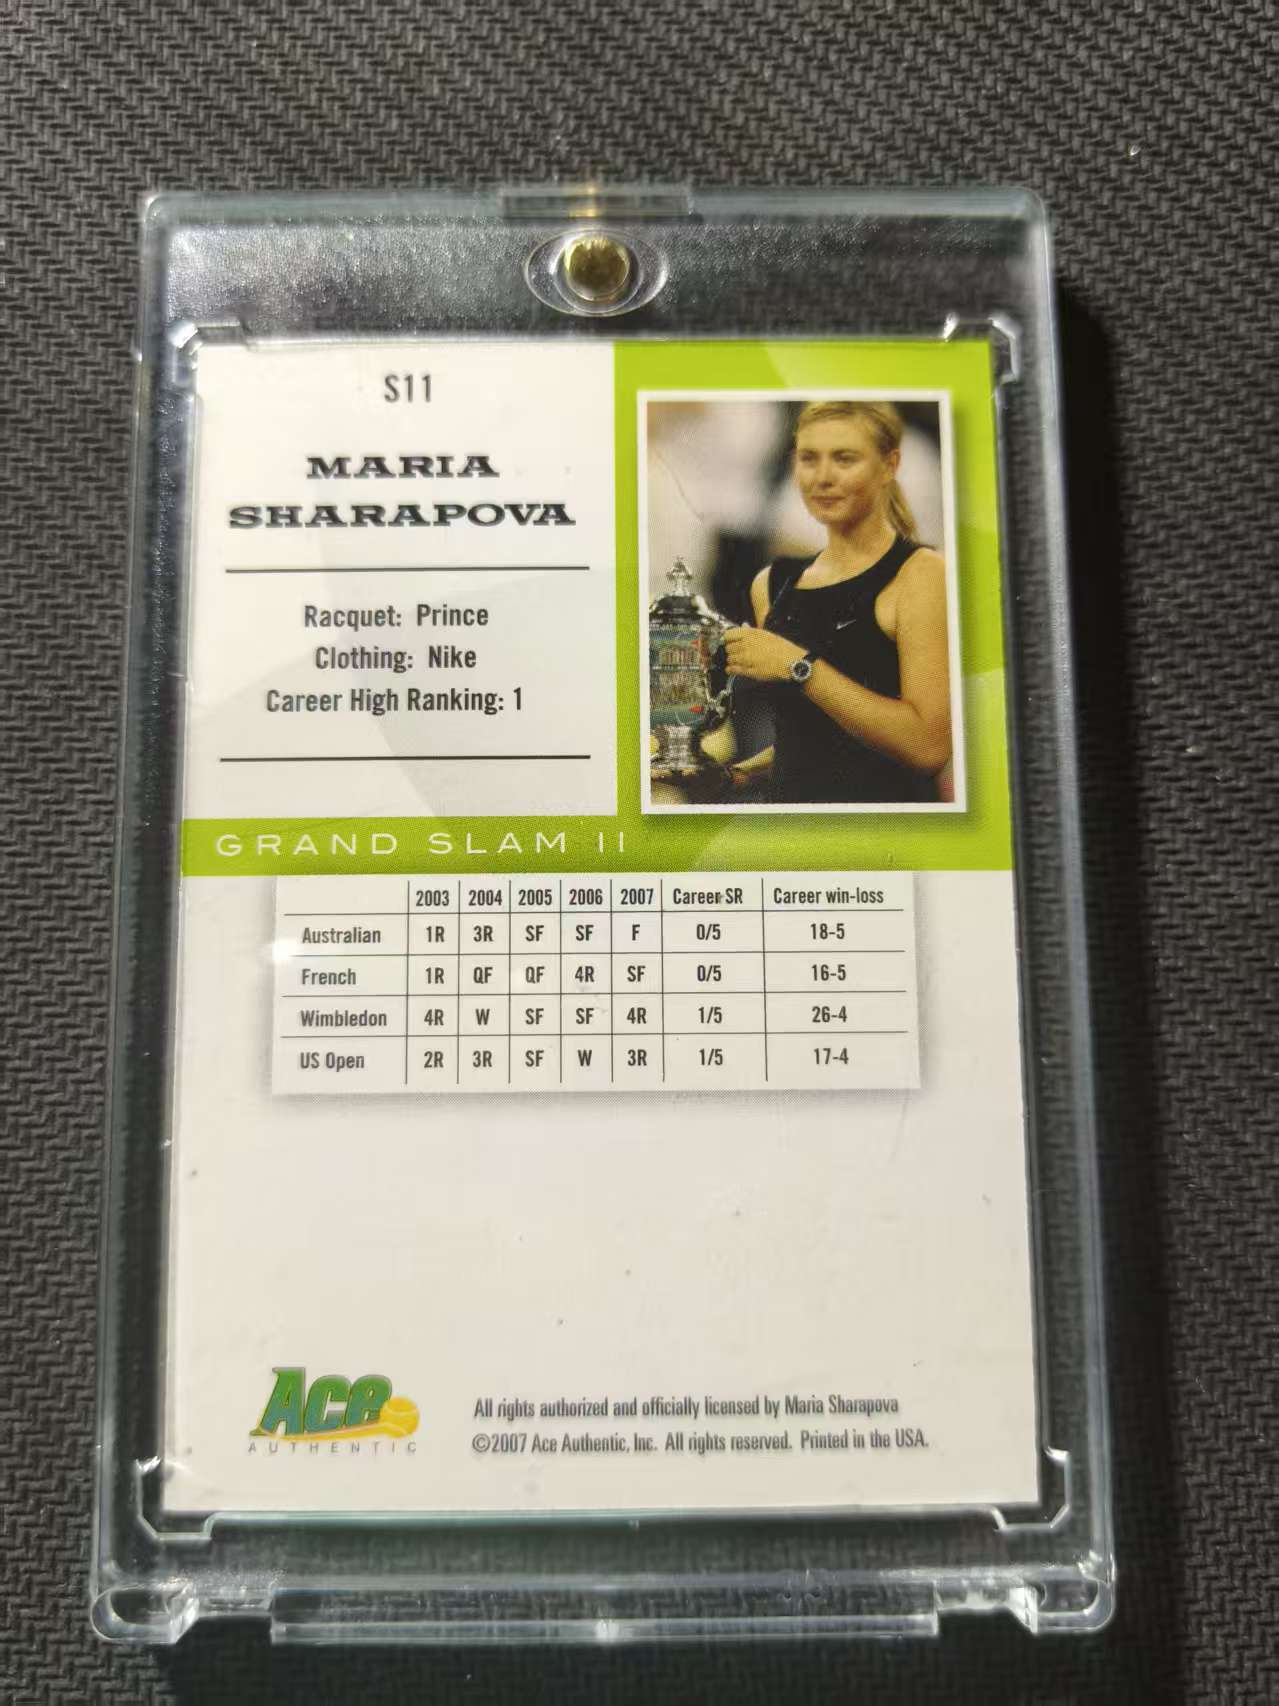 S11
MARIA
SHARAPOVA
Racquet: Prince
Clothing: Nike
Career High Ranking: 1
GRAND SLAM II
2003 2004 2005 2006 2007 Career SR Career win-loss
Australian 1R 3R SF SF F 0/5 18-5
French 1R QF QF 4R SF 0/5 16-5
Wimbledon 4R W SF SF 4R 1/5 26-4
US Open 2R 3R SF W 3R 1/5 17-4
Ace
AUTHENTIC
All rights authorized and officially licensed by Maria Sharapova
©2007 Ace Authentic, Inc. All rights reserved. Printed in the USA.